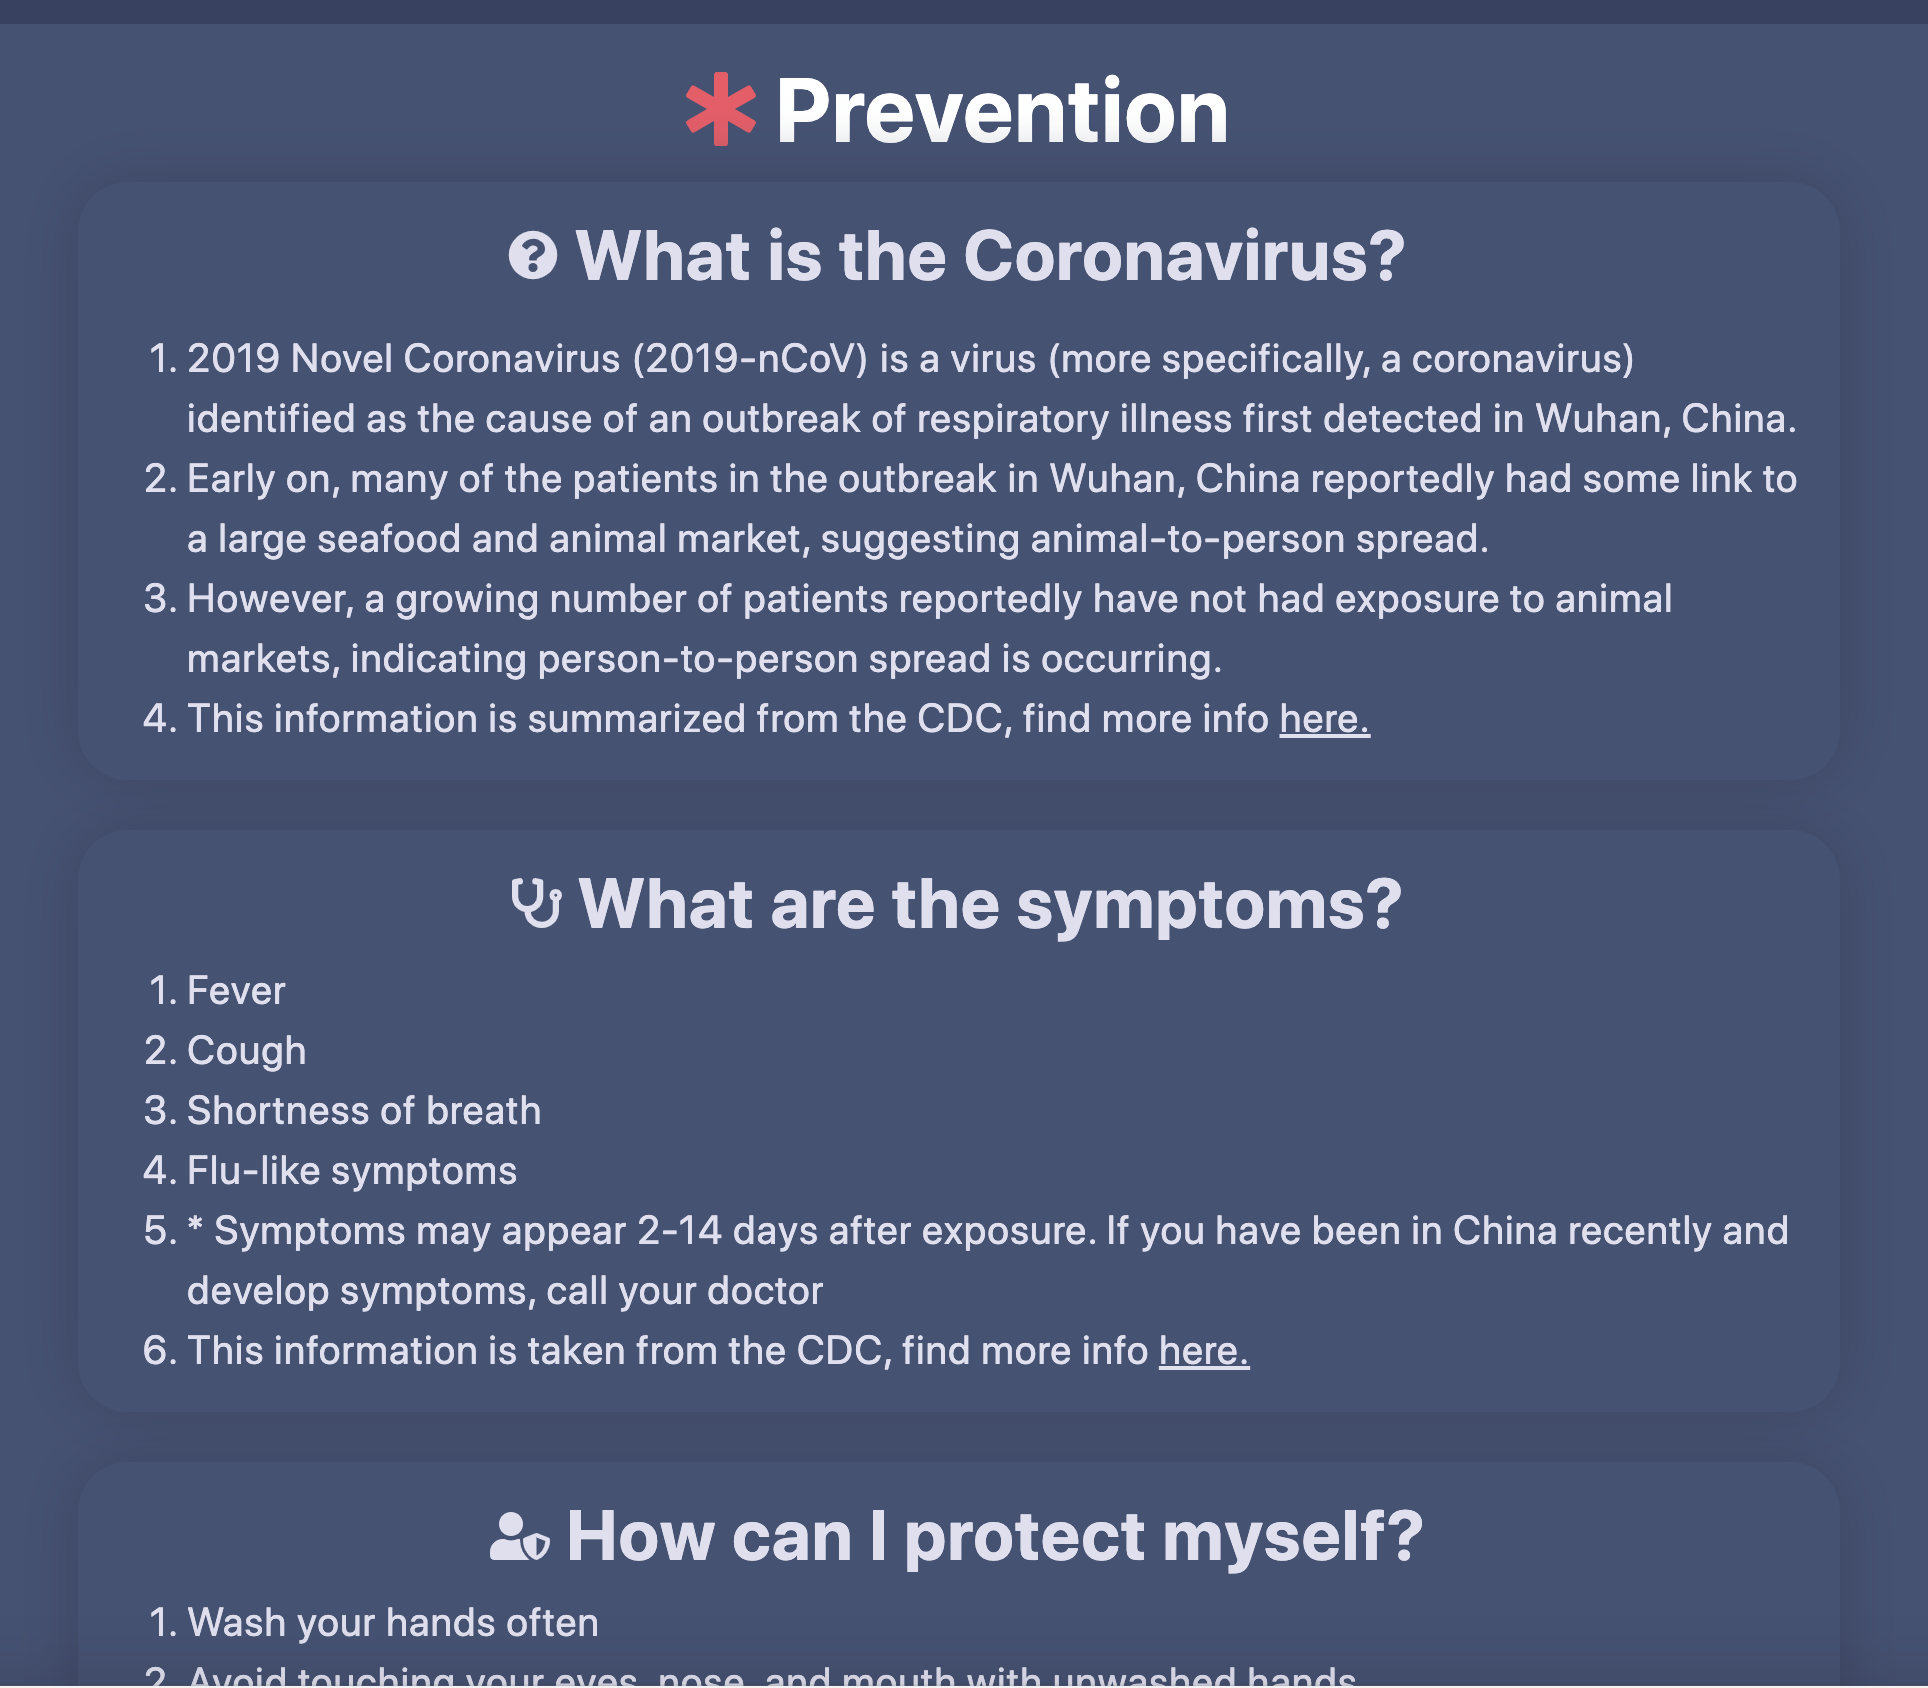 Prevention
What is the Coronavirus?
1. 2019 Novel Coronavirus (2019-nCoV) is a virus (more specifically, a coronavirus)
identified as the cause of an outbreak of respiratory illness first detected in Wuhan, China.
2. Early on, many of the patients in the outbreak in Wuhan, China reportedly had some link to
a large seafood and animal market, suggesting animal-to-person spread.
3. However, a growing number of patients reportedly have not had exposure to animal
markets, indicating person-to-person spread is occurring.
4. This information is summarized from the CDC, find more info here.
What are the symptoms?
1. Fever
2. Cough
3. Shortness of breath
4. Flu-like symptoms
5. * Symptoms may appear 2-14 days after exposure. If you have been in China recently and
develop symptoms, call your doctor
6. This information is taken from the CDC, find more info here.
How can I protect myself?
1. Wash your hands often
2. Avoid touching your eyes, nose, and mouth with unwashed hands